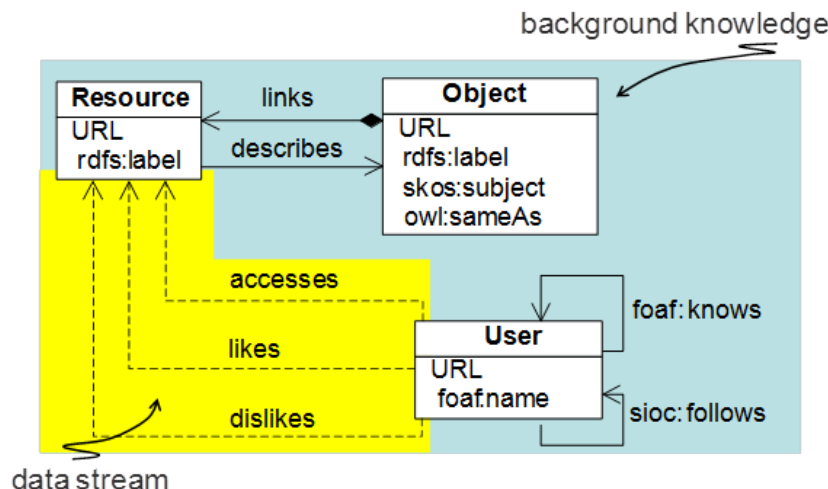 background knowledge
Resource
URL
rdfs:label
links
describes
Object
URL
rdfs:label
skos:subject
owl:sameAs
accesses
likes
dislikes
User
URL
foaf:name
foaf:knows
sioc:follows
data stream